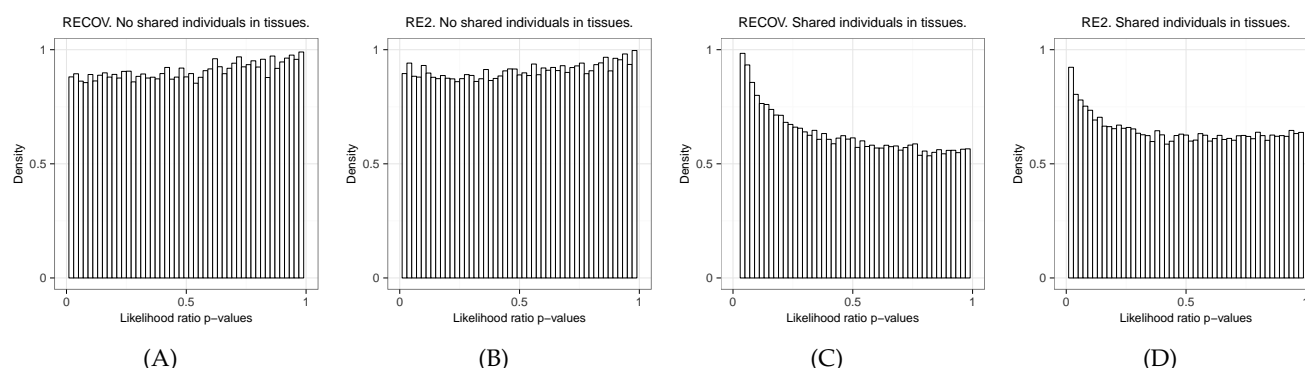 RECOV. No shared individuals in tissues.
1
0.5
0
Density
0
0.5
1
Likelihood ratio p−values
(A)
RE2. No shared individuals in tissues.
1
0.5
0
Density
0
0.5
1
Likelihood ratio p−values
(B)
RECOV. Shared individuals in tissues.
1
0.5
0
Density
0
0.5
1
Likelihood ratio p−values
(C)
RE2. Shared individuals in tissues.
1
0.5
0
Density
0
0.5
1
Likelihood ratio p−values
(D)